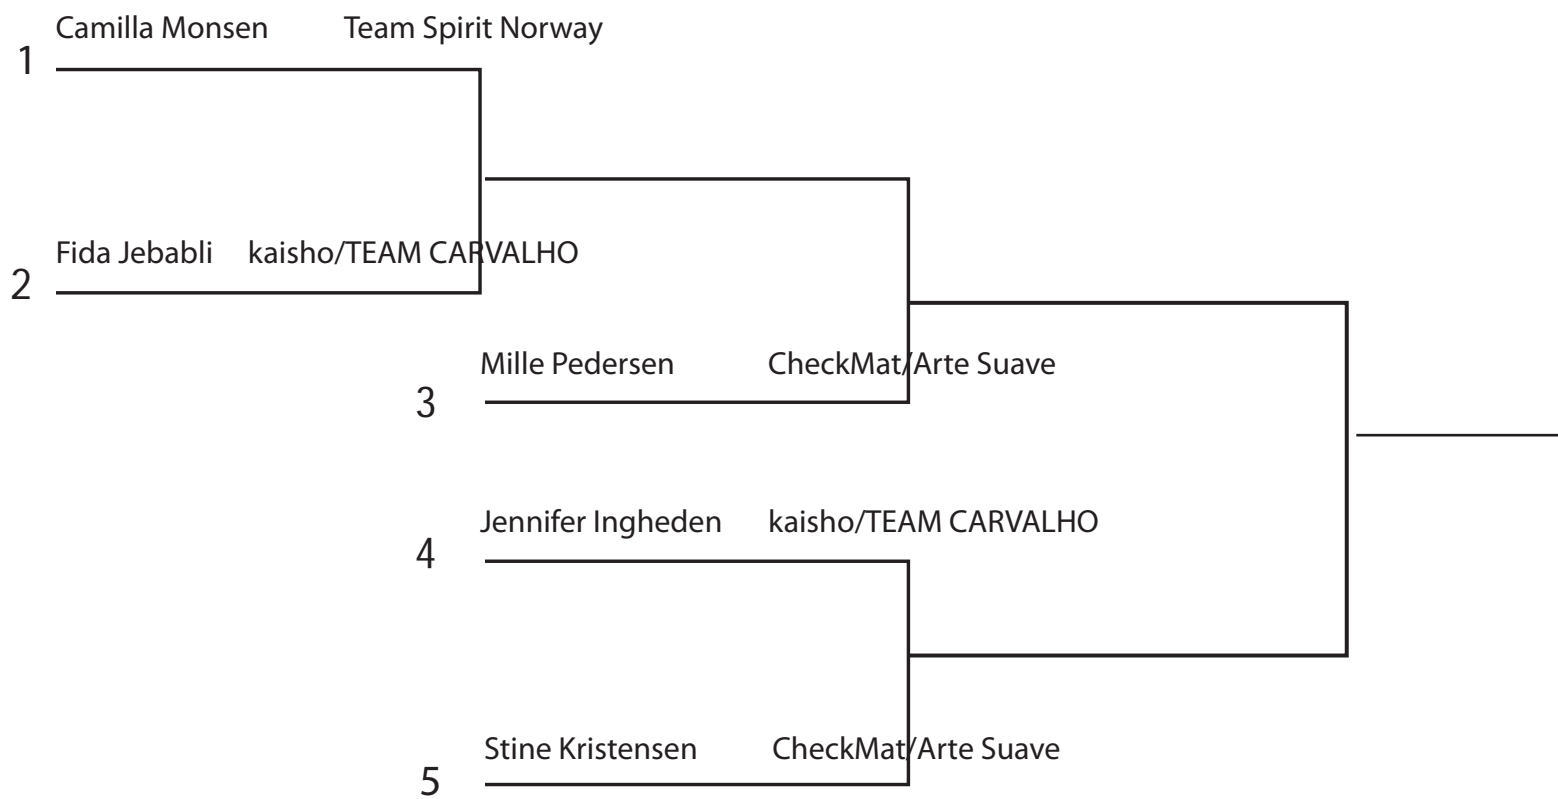 Camilla Monsen Team Spirit Norway
1
Fida Jebabli kaisho/TEAM CARVALHO
2
Mille Pedersen CheckMat/Arte Suave
3
Jennifer Ingheden kaisho/TEAM CARVALHO
4
Stine Kristensen CheckMat/Arte Suave
5